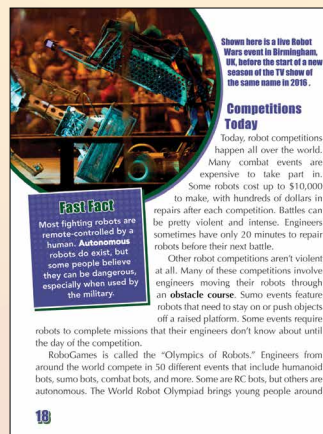 Shown here is a live Robot
Wars event in Birmingham,
UK, before the start of a new
season of the TV show of
the same name in 2016 .
Competitions
Today
Today, robot competitions
happen all over the world.
Many combat events are
expensive to take part in.
Some robots cost up to $10,000
to make, with hundreds of dollars in
repairs after each competition. Battles can
be pretty violent and intense. Engineers
sometimes have only 20 minutes to repair
robots before their next battle.
Fast Fact
Most fighting robots are
remote-controlled by a
human. Autonomous
robots do exist, but
some people believe
they can be dangerous,
especially when used by
the military.
Other robot competitions aren't violent
at all. Many of these competitions involve
engineers moving their robots through
an obstacle course. Sumo events feature
robots that need to stay on or push objects
off a raised platform. Some events require
robots to complete missions that their engineers don't know about until
the day of the competition.
RoboGames is called the "Olympics of Robots." Engineers from
around the world compete in 50 different events that include humanoid
bots, sumo bots, combat bots, and more. Some are RC bots, but others are
autonomous. The World Robot Olympiad brings young people around
18